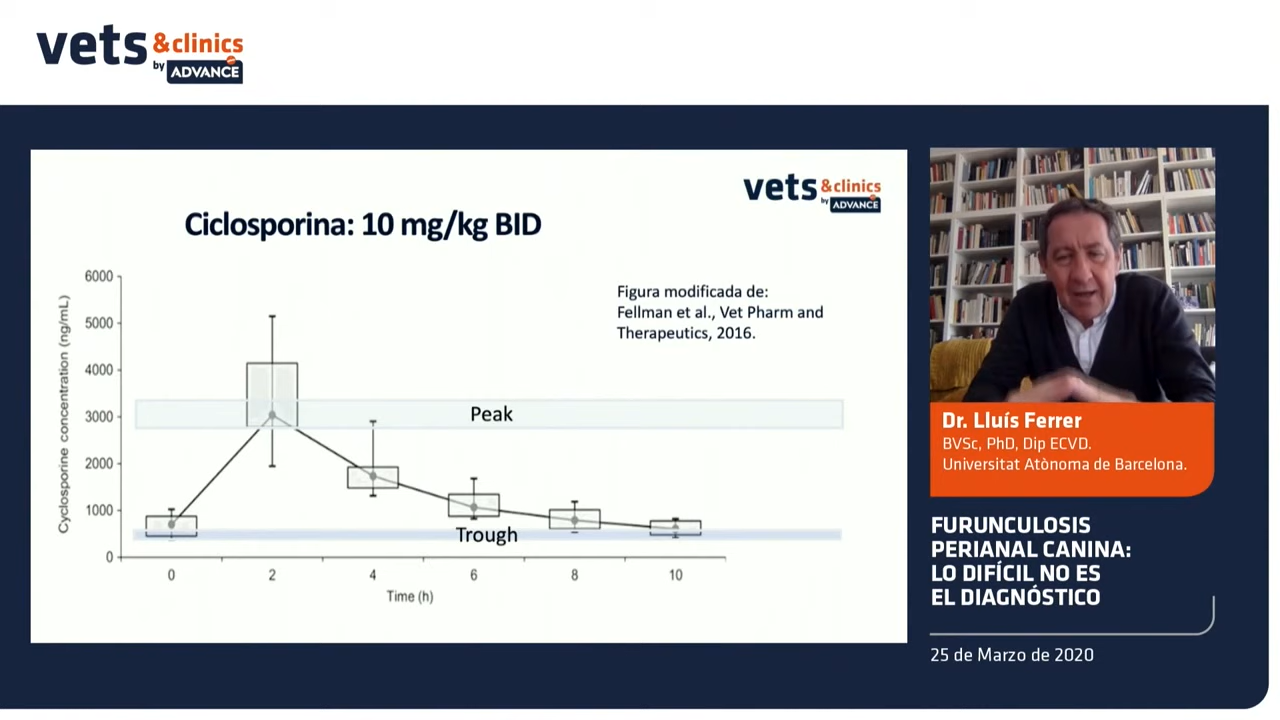 vets &clinics
by ADVANCE
vets &clinics
by ADVANCE
Ciclosporina: 10 mg/kg BID
Figura modificada de:
Fellman et al., Vet Pharm and
Therapeutics, 2016.
Cyclosporine concentration (ng/mL)
6000
5000
4000
3000
2000
1000
0
Peak
Trough
0 2 4 6 8 10
Time (h)
Dr. Lluís Ferrer
BVSc, PhD, Dip ECVD.
Universitat Atònoma de Barcelona.
FURUNCULOSIS
PERIANAL CANINA:
LO DIFÍCIL NO ES
EL DIAGNÓSTICO
25 de Marzo de 2020